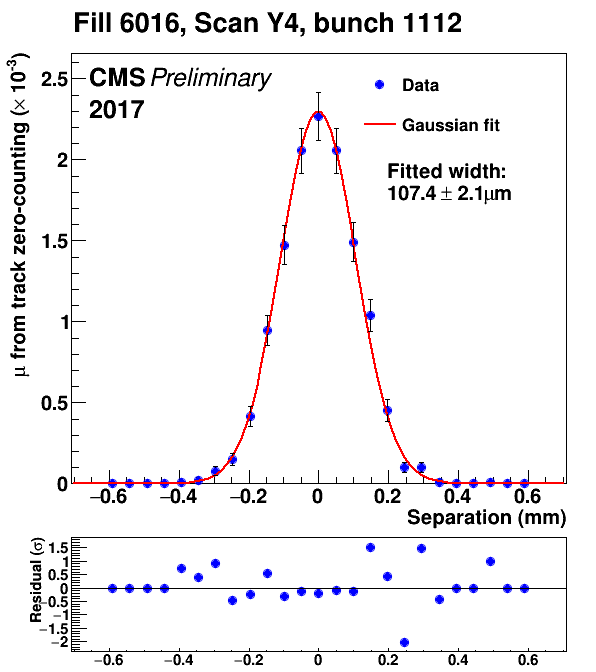 Fill 6016, Scan Y4, bunch 1112
CMS Preliminary
2017
Data
Gaussian fit
Fitted width:
107.4 ± 2.1μm
μ from track zero-counting (× 10⁻³)
2.5
2
1.5
1
0.5
0
−0.6 −0.4 −0.2 0 0.2 0.4 0.6
Separation (mm)
Residual (σ)
1.5
1
0.5
0
−0.5
−1
−1.5
−2
−0.6 −0.4 −0.2 0 0.2 0.4 0.6